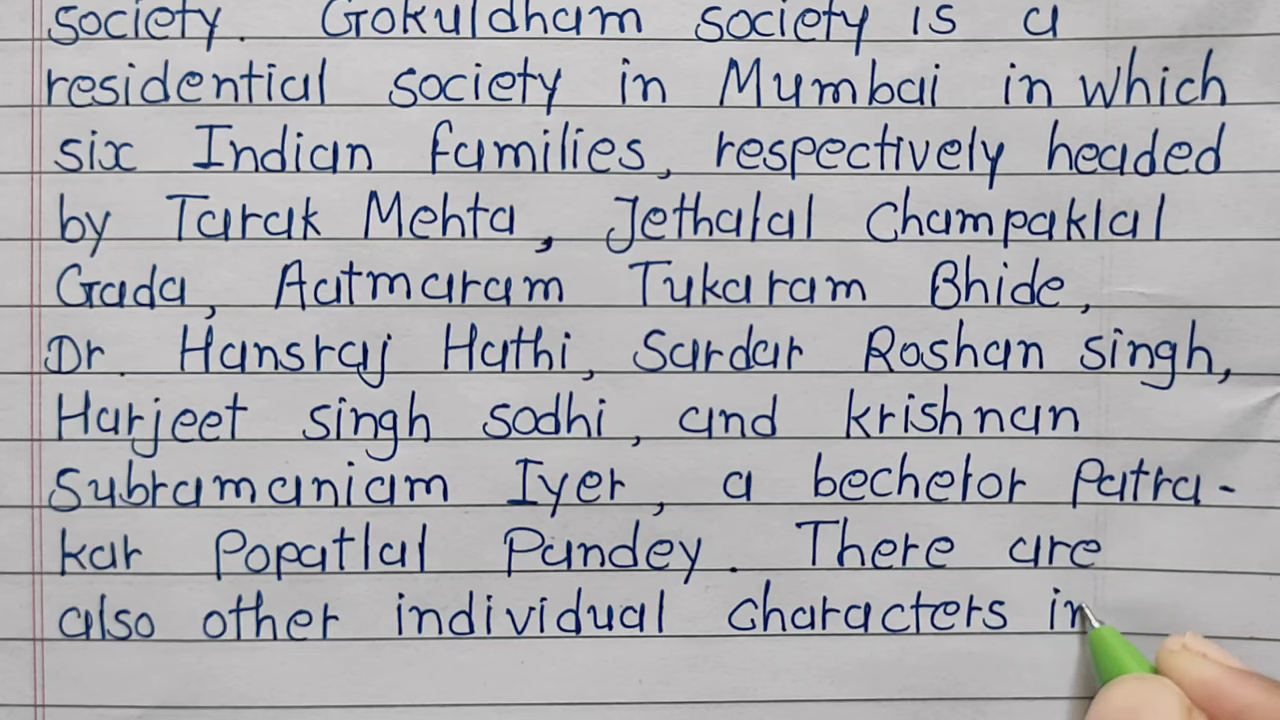 society. Gokuldham society is a
residential society in Mumbai in which
six Indian families, respectively headed
by Tarak Mehta, Jethalal Champaklal
Gada, Aatmaram Tukaram Bhide,
Dr. Hansraj Hathi, Sardar Roshan singh,
Harjeet singh sodhi, and krishnan
Subramaniam Iyer, a bechelor Patra-
kar Popatlal Pandey. There are
also other individual characters in